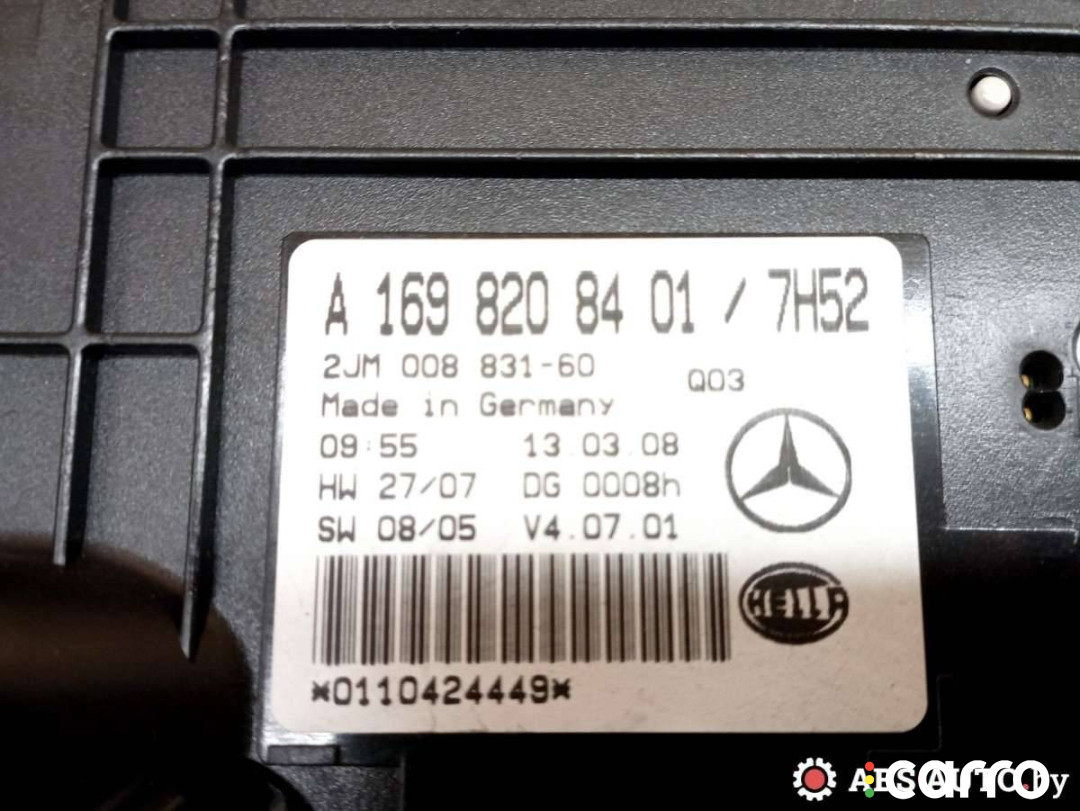 A 169 820 84 01 / 7H52
2JM 008 831-60
Q03
Made in Germany
09:55 13.03.08
HW 27/07 DG 0008h
SW 08/05 V4.07.01
HELLA
*0110424449*
carro